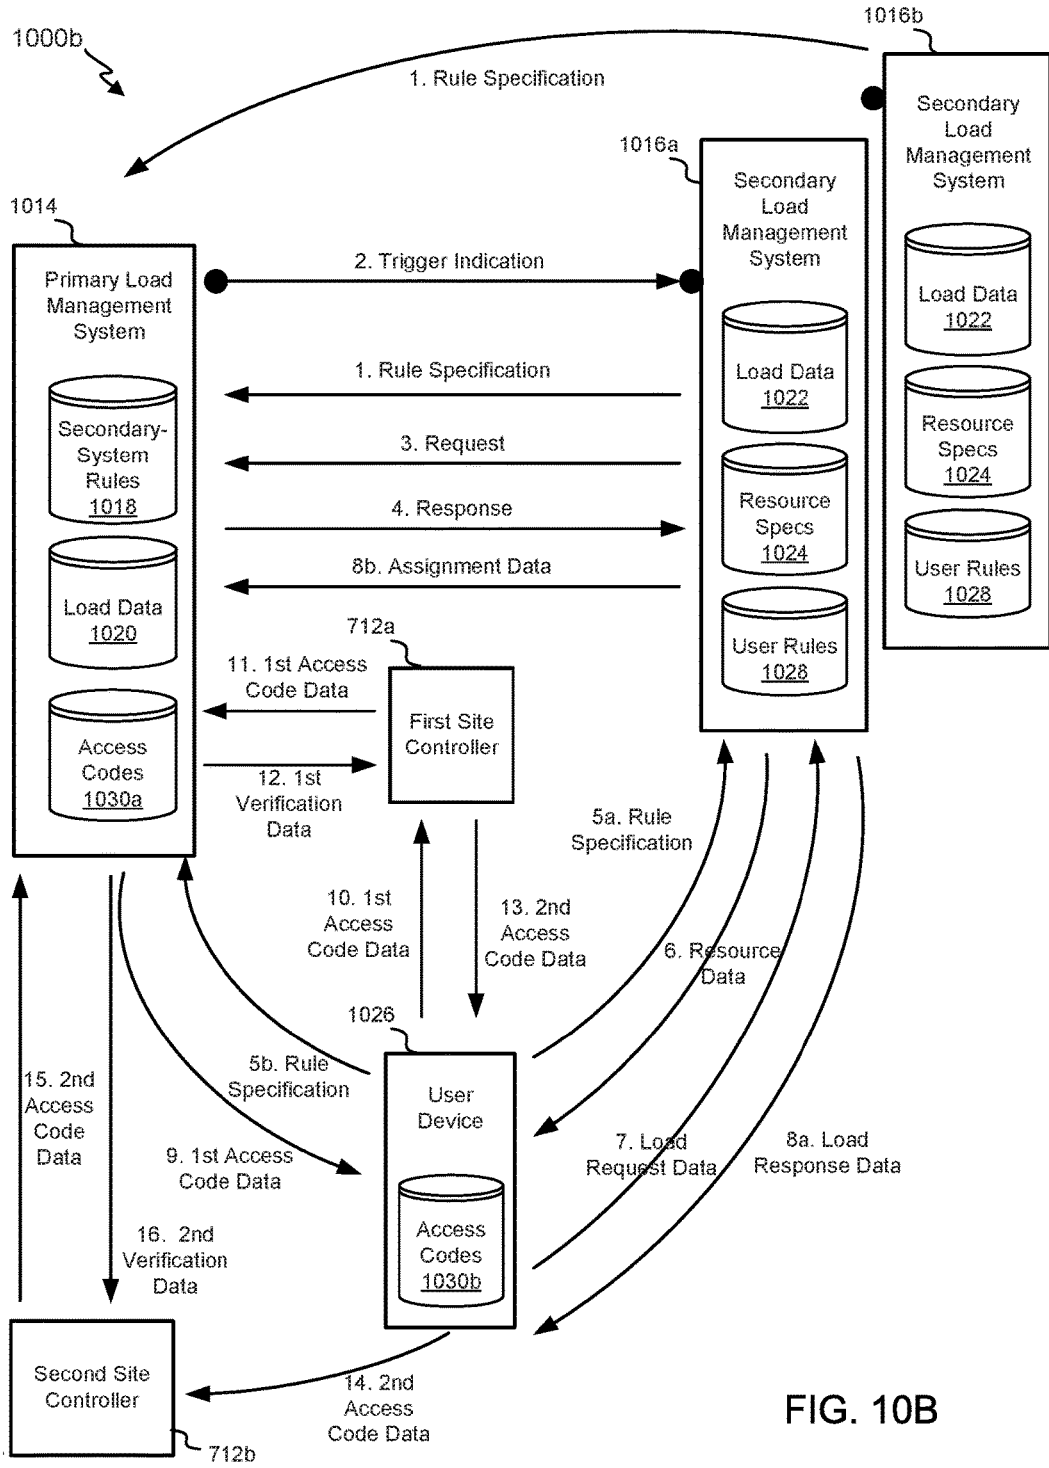 1000b
1016b
1. Rule Specification
Secondary
Load
Management
System
Load Data
1022
Resource
Specs
1024
User Rules
1028
1016a
Secondary
Load
Management
System
Load Data
1022
Resource
Specs
1024
User Rules
1028
1014
Primary Load
Management
System
Secondary-
System
Rules
1018
Load Data
1020
Access
Codes
1030a
2. Trigger Indication
1. Rule Specification
3. Request
4. Response
8b. Assignment Data
712a
First Site
Controller
11. 1st Access
Code Data
12. 1st
Verification
Data
10. 1st
Access
Code Data
13. 2nd
Access
Code Data
5a. Rule
Specification
6. Resource
Data
7. Load
Request Data
8a. Load
Response Data
1026
User
Device
Access
Codes
1030b
5b. Rule
Specification
9. 1st Access
Code Data
15. 2nd
Access
Code
Data
16. 2nd
Verification
Data
Second Site
Controller
712b
14. 2nd
Access
Code Data
FIG. 10B